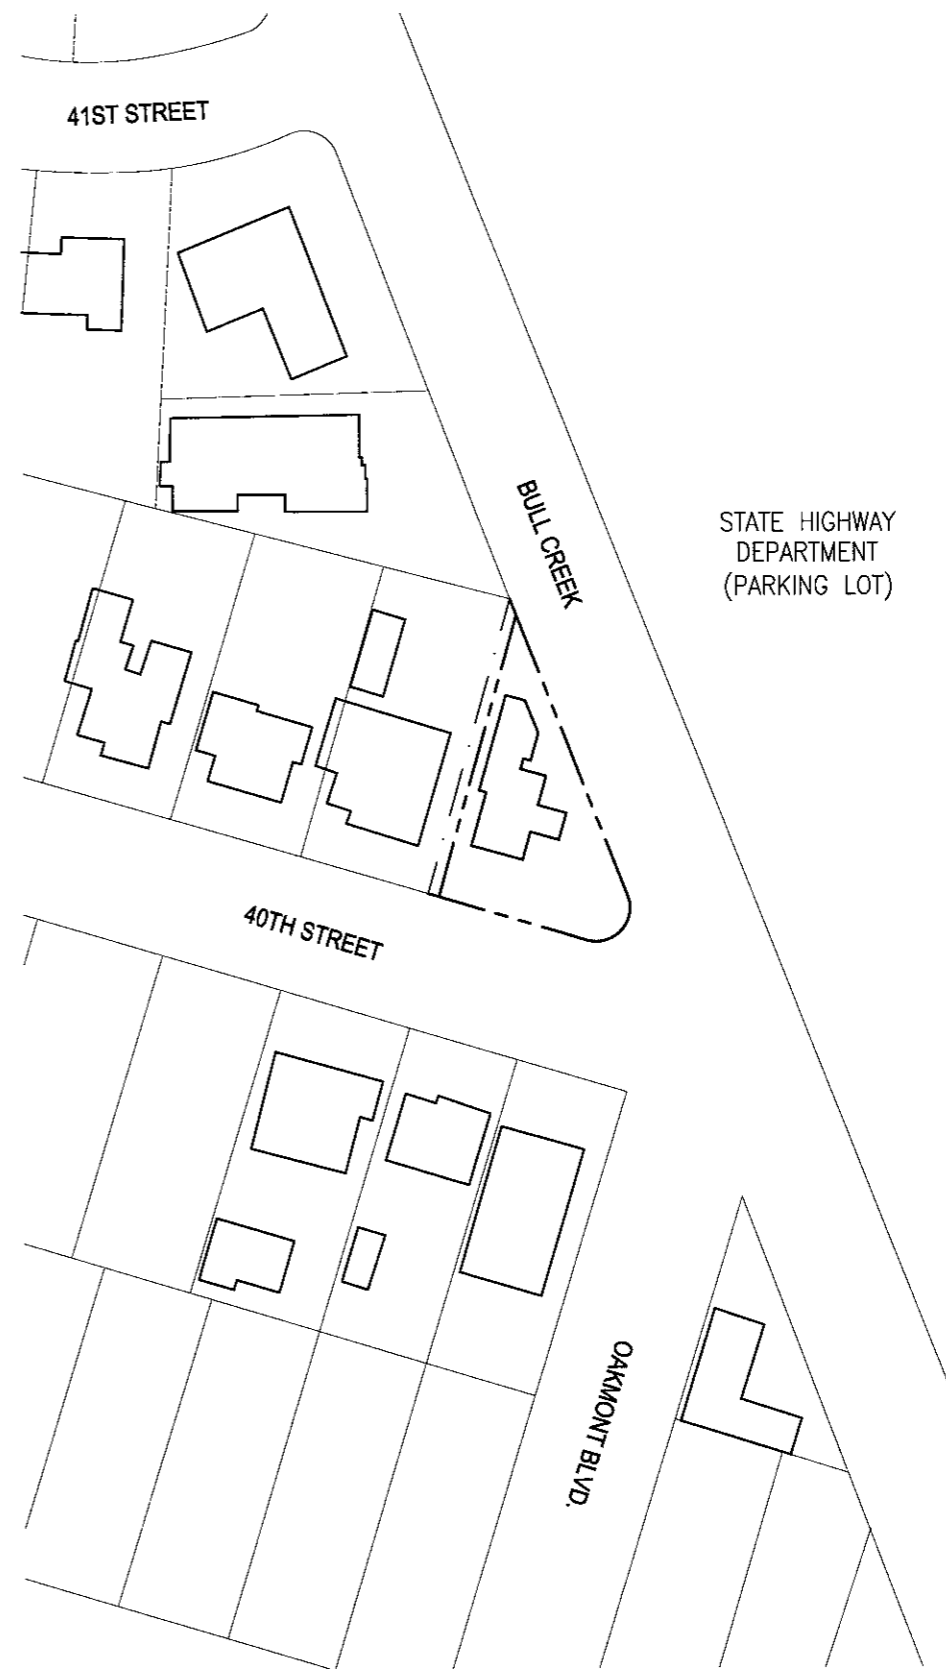 41ST STREET
BULL CREEK
STATE HIGHWAY
DEPARTMENT
(PARKING LOT)
40TH STREET
OAKMONT BLVD.